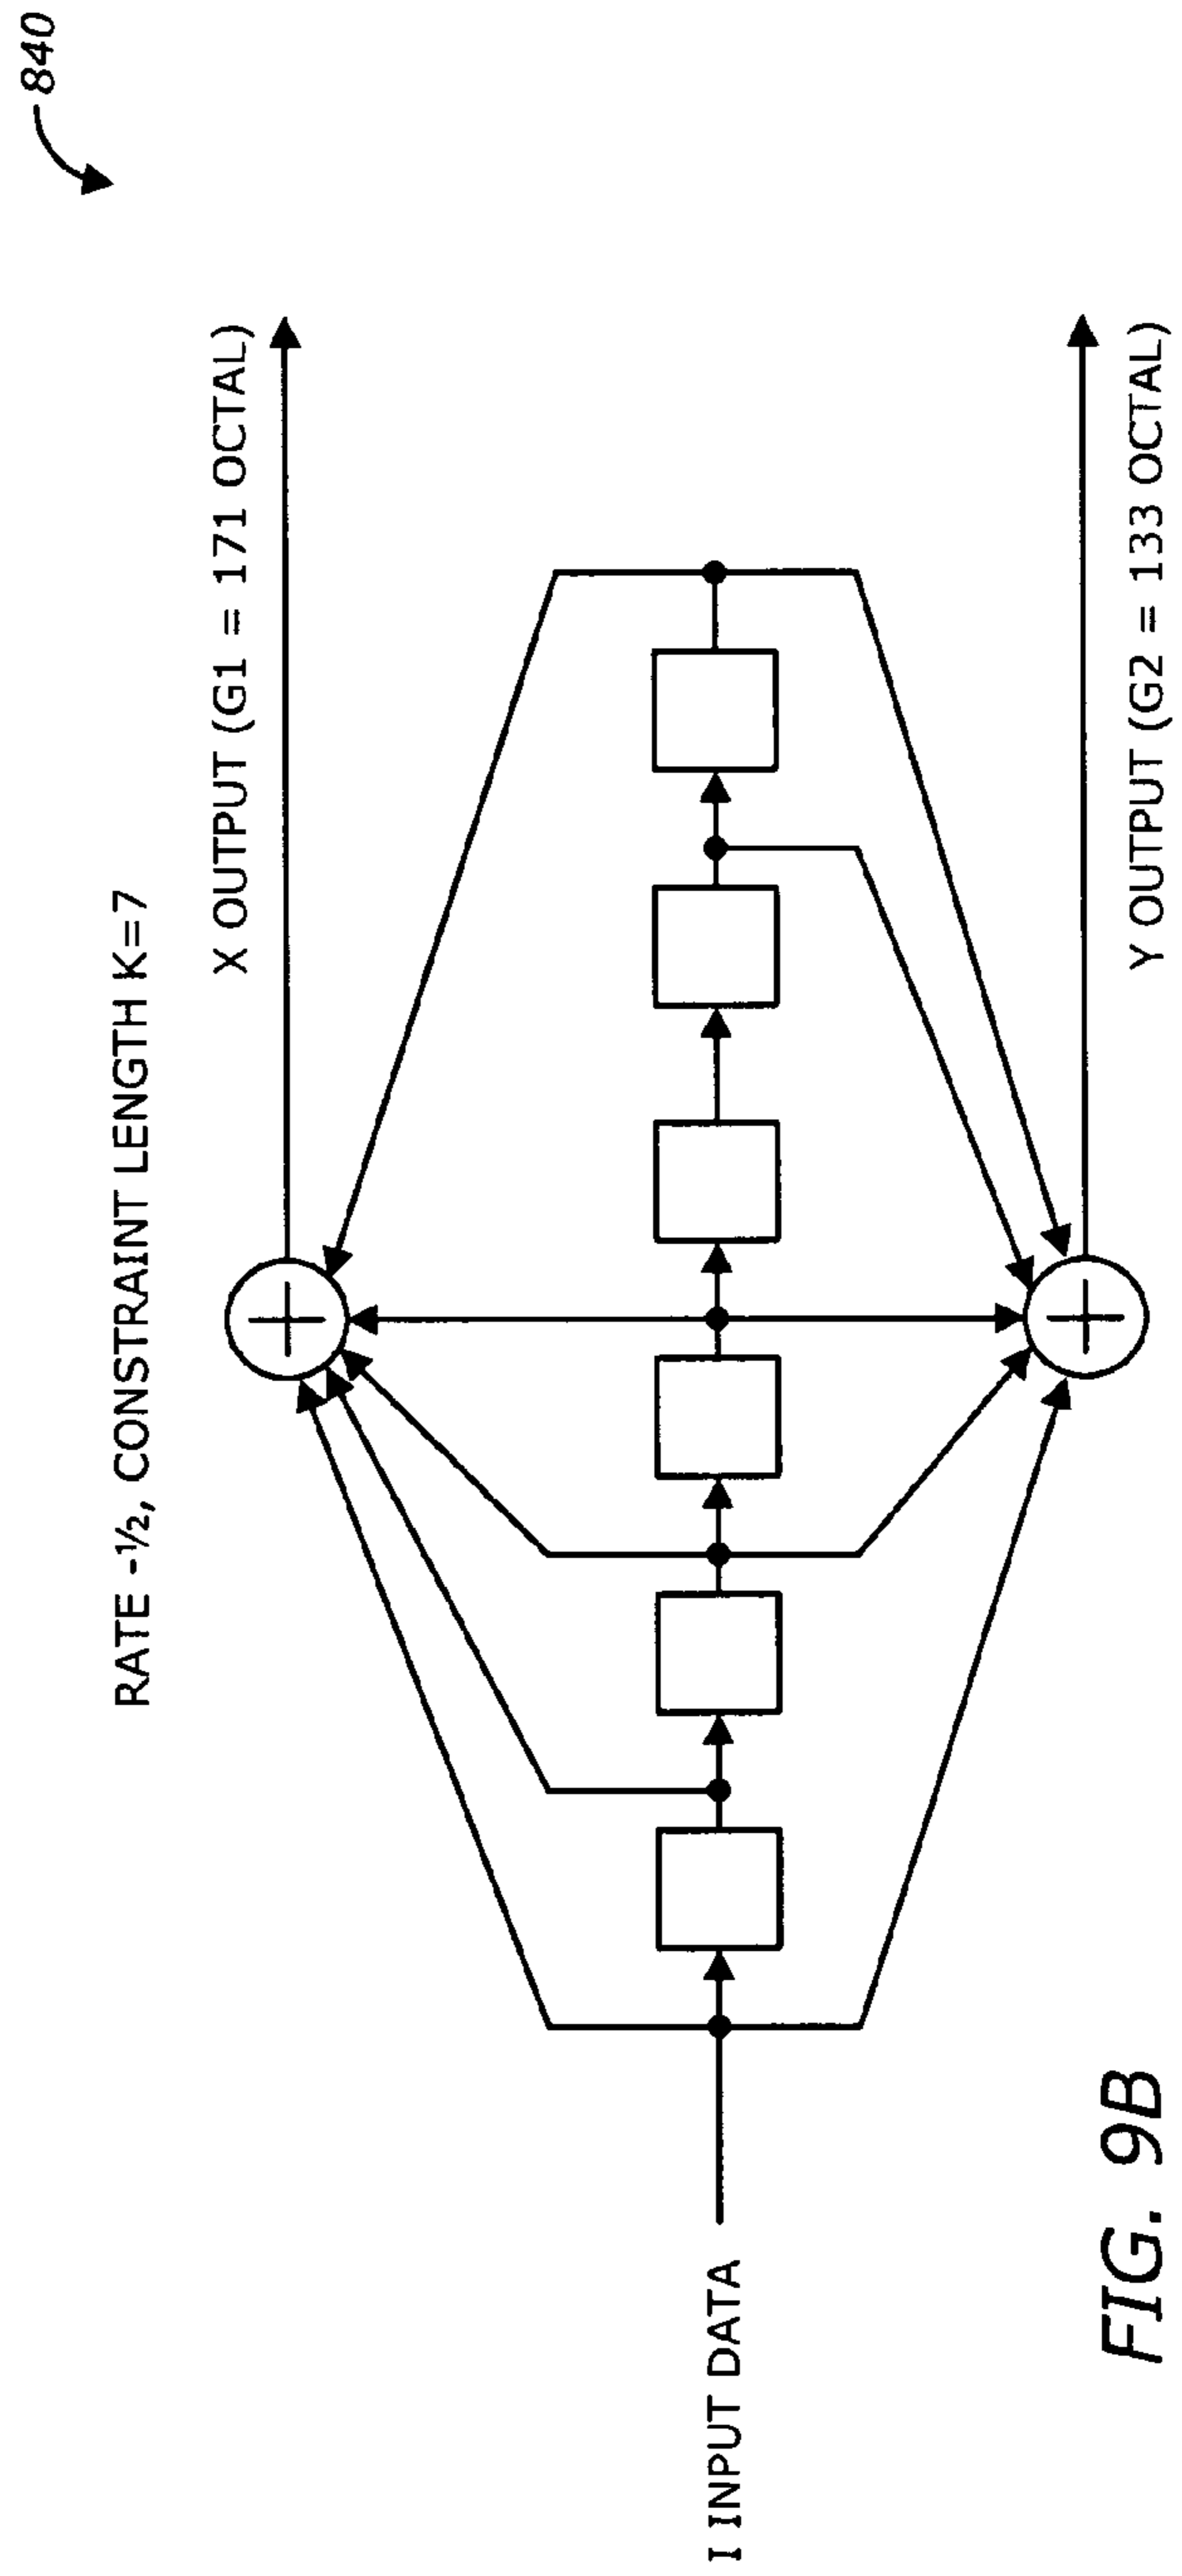 840
RATE -½, CONSTRAINT LENGTH K=7
X OUTPUT (G1 = 171 OCTAL)
I INPUT DATA
Y OUTPUT (G2 = 133 OCTAL)
FIG. 9B